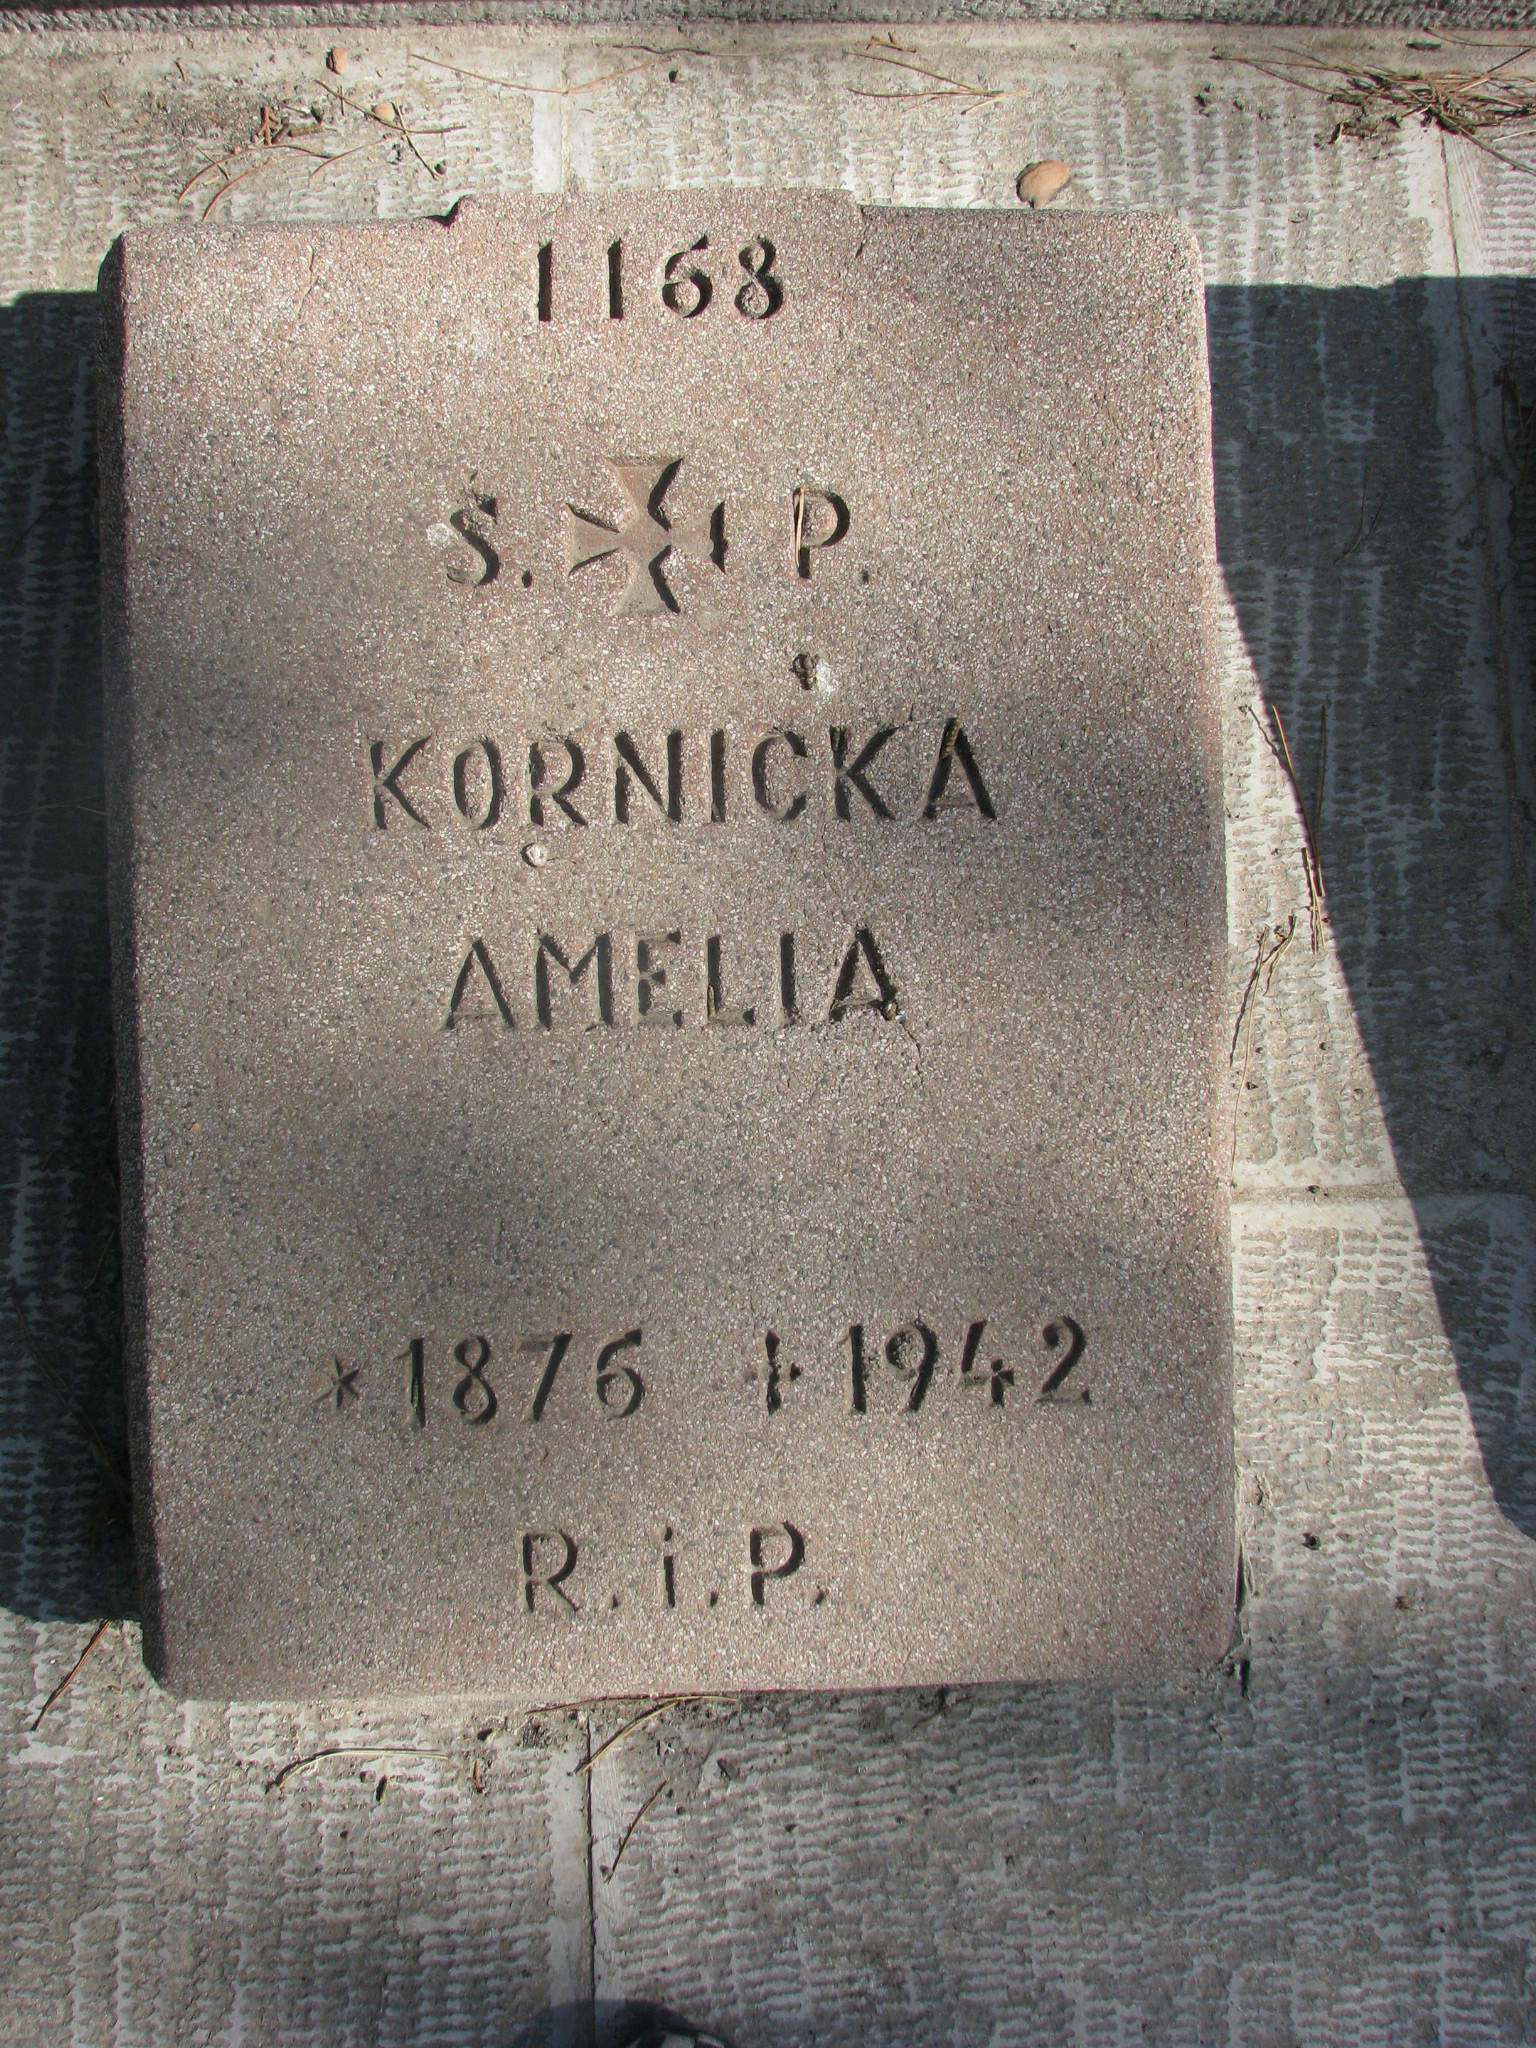 1168
Ś. ✠ P.
KORNICKA
AMELIA
* 1876 + 1942
R.i.P.